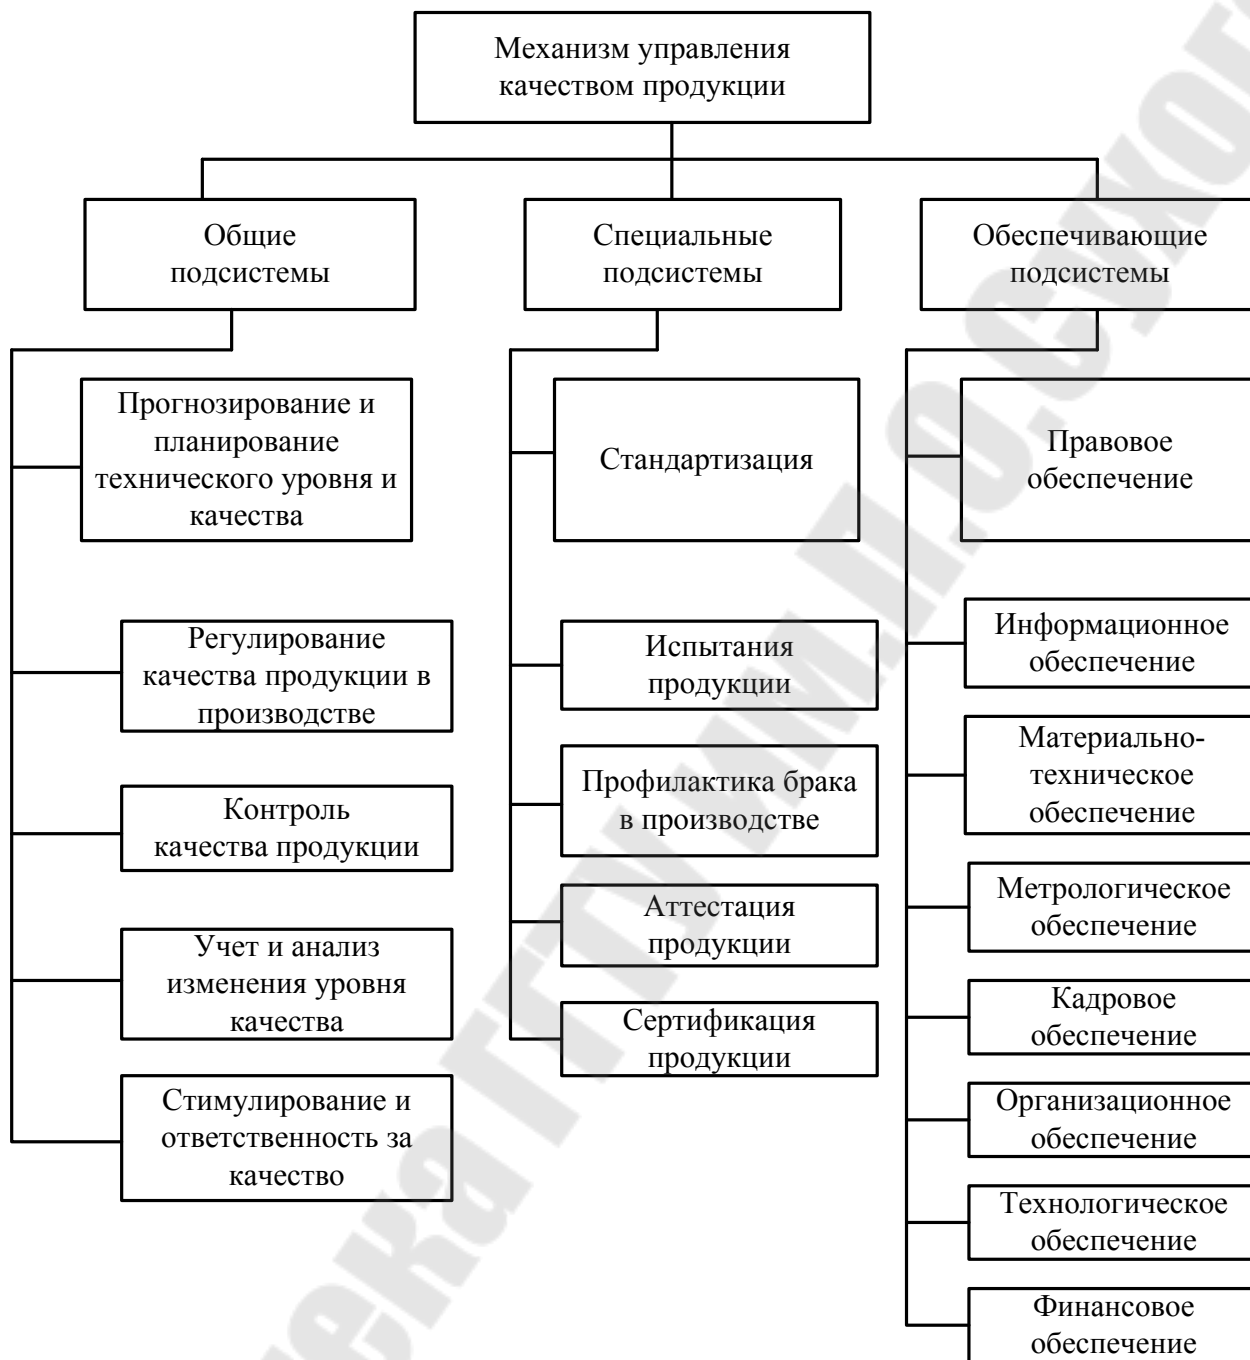 Механизм управления
качеством продукции
Общие
подсистемы
Специальные
подсистемы
Обеспечивающие
подсистемы
Прогнозирование и
планирование
технического уровня и
качества
Регулирование
качества продукции в
производстве
Контроль
качества продукции
Учет и анализ
изменения уровня
качества
Стимулирование и
ответственность за
качество
Стандартизация
Испытания
продукции
Профилактика брака
в производстве
Аттестация
продукции
Сертификация
продукции
Правовое
обеспечение
Информационное
обеспечение
Материально-
техническое
обеспечение
Метрологическое
обеспечение
Кадровое
обеспечение
Организационное
обеспечение
Технологическое
обеспечение
Финансовое
обеспечение
ГГТУ им.П.О.Сухог